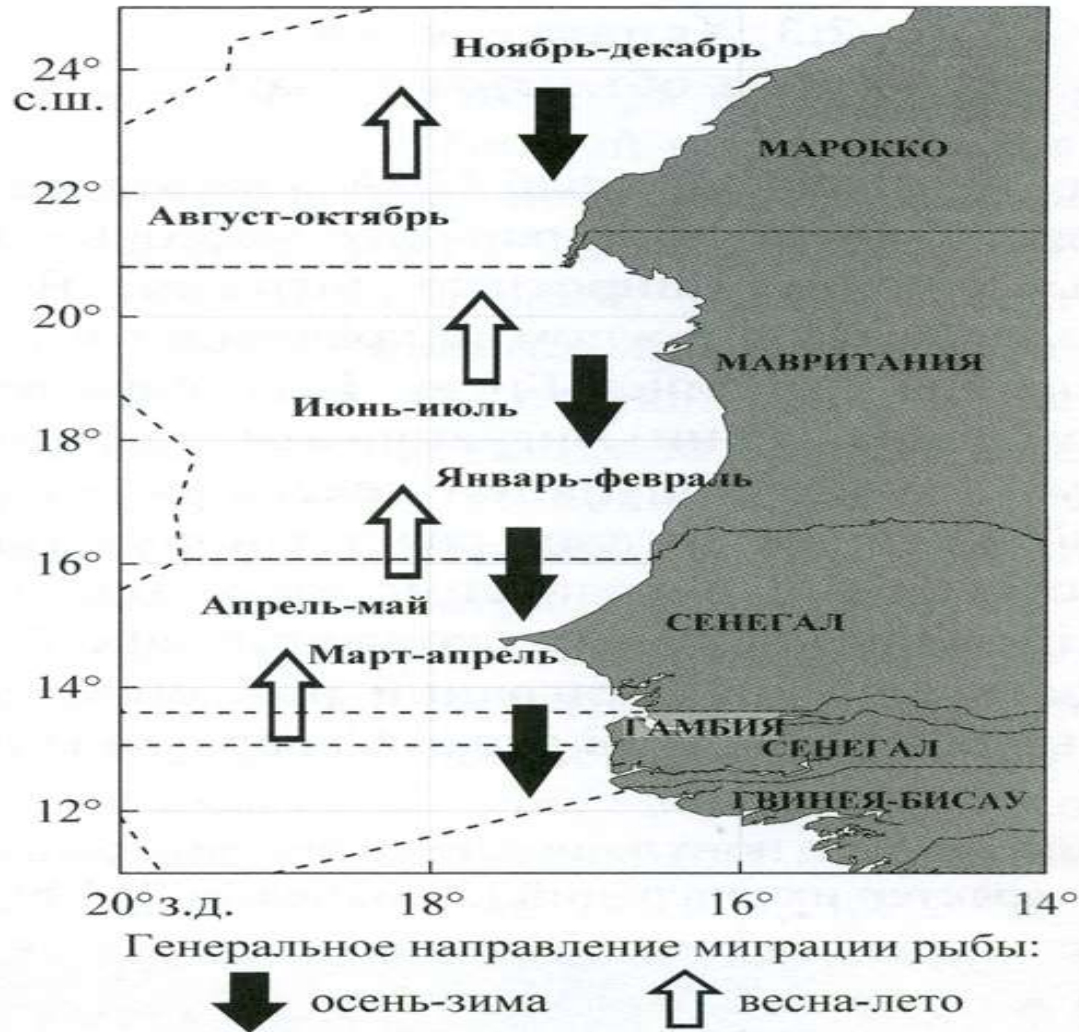 Ноябрь-декабрь
24°
с.ш.
МАРОККО
22°
Август-октябрь
20°
МАВРИТАНИЯ
Июнь-июль
18°
Январь-февраль
16°
Апрель-май
СЕНЕГАЛ
Март-апрель
14°
ГАМБИЯ
СЕНЕГАЛ
12°
ГВИНЕЯ-БИСАУ
20°з.д. 18° 16° 14°
Генеральное направление миграции рыбы:
осень-зима весна-лето